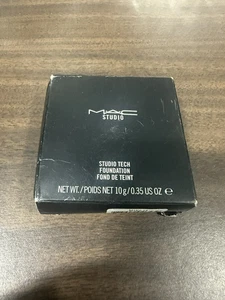 MAC
STUDIO
STUDIO TECH
FOUNDATION
FOND DE TEINT
NET WT. / POIDS NET 10 g / 0.35 US OZ ℮